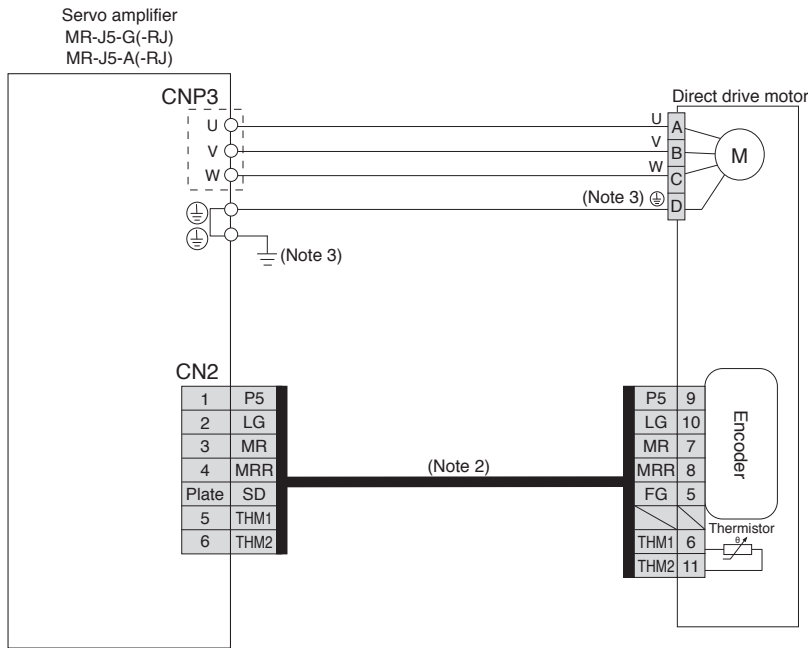 Servo amplifier
MR-J5-G(-RJ)
MR-J5-A(-RJ)
CNP3
Direct drive motor
U U A
V V B
W W C
M
(Note 3) D
(Note 3)
CN2
1 P5
2 LG
3 MR
4 MRR
Plate SD
5 THM1
6 THM2
(Note 2)
P5 9
LG 10
MR 7
MRR 8
FG 5
THM1 6
THM2 11
Encoder
Thermistor
θ